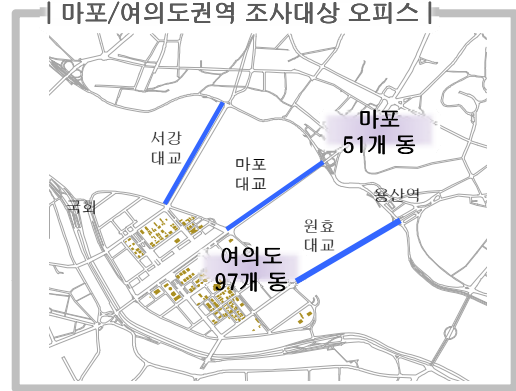 마포/여의도권역 조사대상 오피스
마포
51개 동
서강
대교
마포
대교
용산역
국회
원효
대교
여의도
97개 동